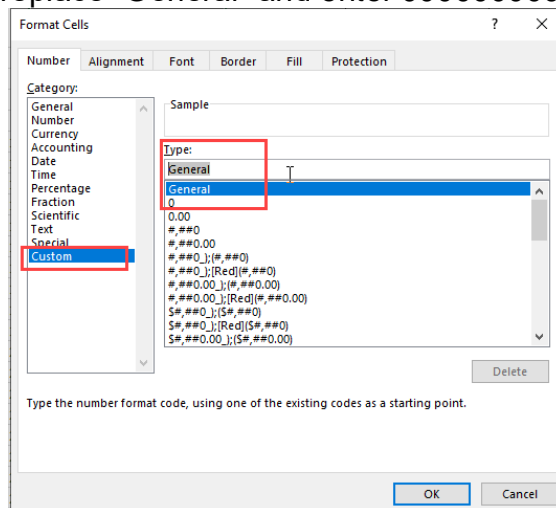 Format Cells ? ×
Number Alignment Font Border Fill Protection
Category:
General
Number
Currency
Accounting
Date
Time
Percentage
Fraction
Scientific
Text
Special
Custom
Sample
Type:
General
General
0
0.00
#,##0
#,##0.00
#,##0_);(#,##0)
#,##0_);[Red](#,##0)
#,##0.00_);(#,##0.00)
#,##0.00_);[Red](#,##0.00)
$#,##0_);($#,##0)
$#,##0_);[Red]($#,##0)
$#,##0.00_);($#,##0.00)
Delete
Type the number format code, using one of the existing codes as a starting point.
OK Cancel